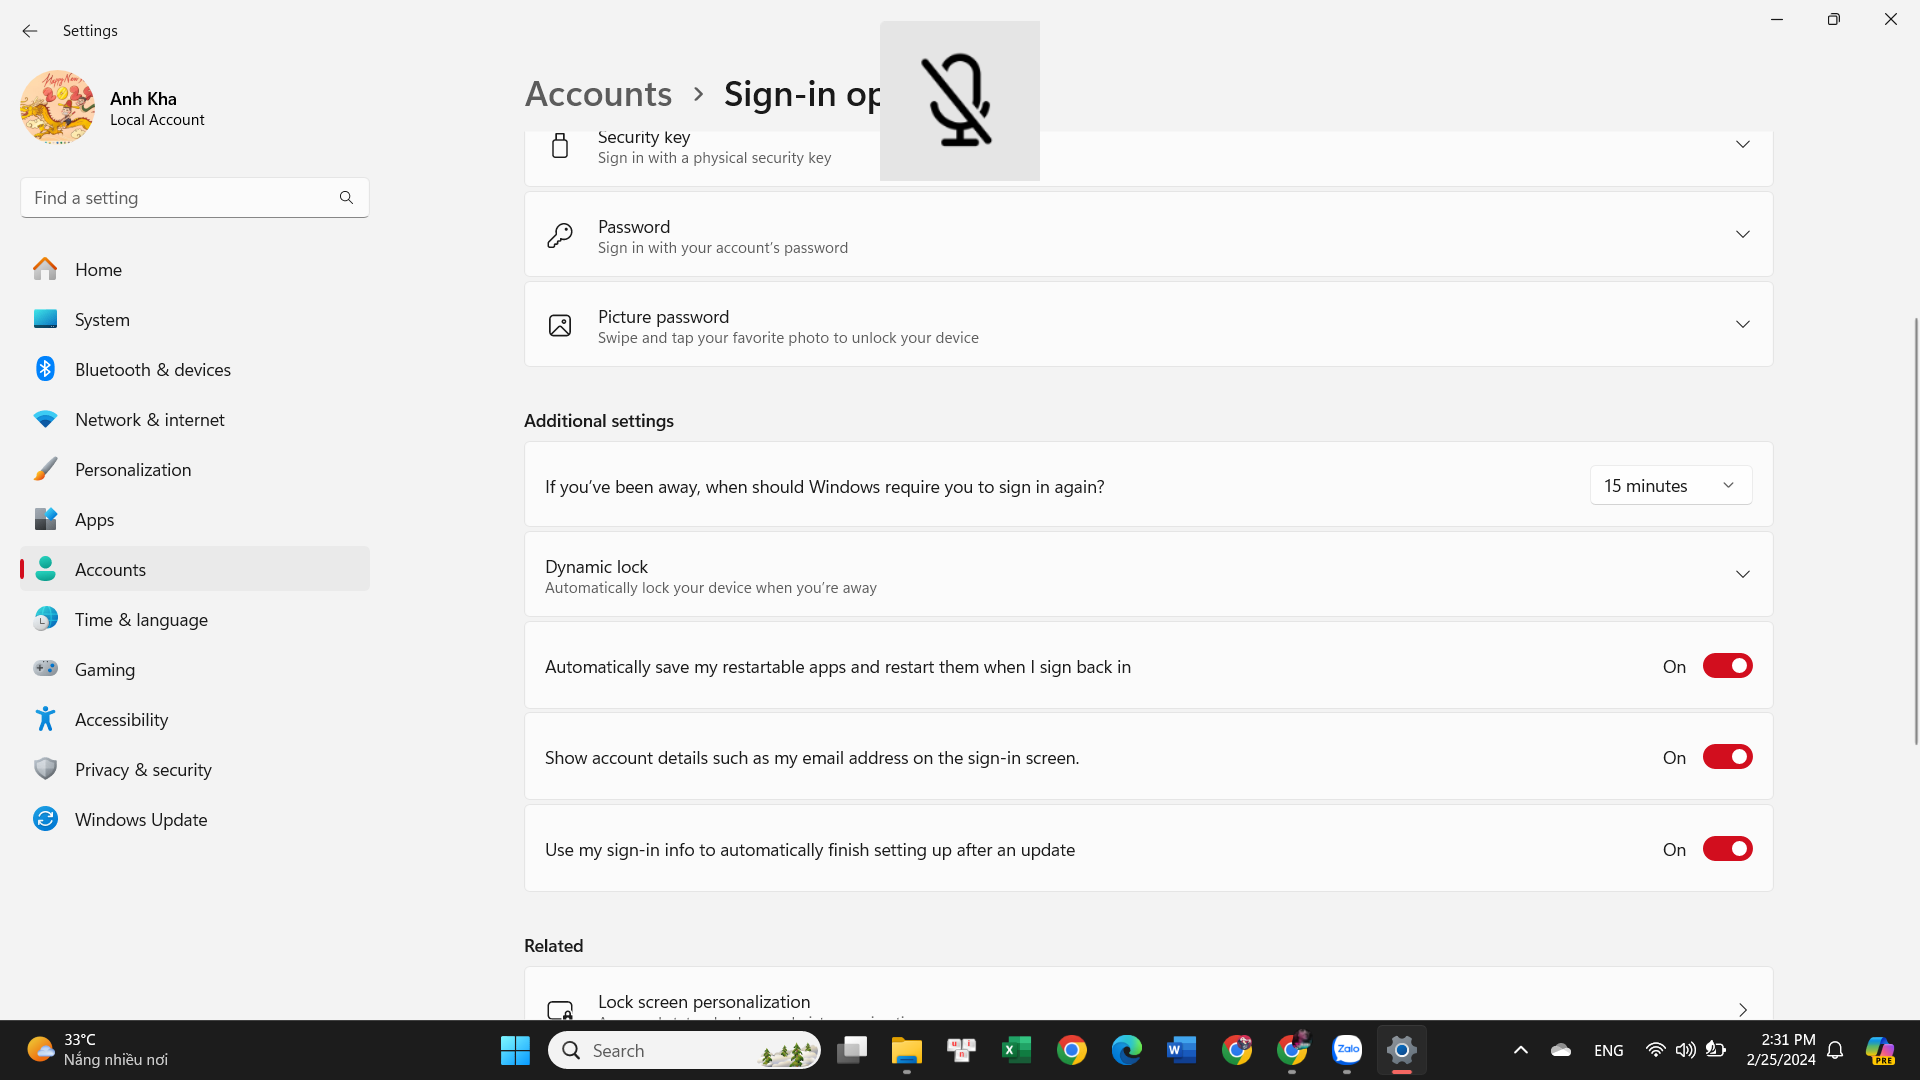 Settings
Anh Kha
Local Account
Find a setting
Home
System
Bluetooth & devices
Network & internet
Personalization
Apps
Accounts
Time & language
Gaming
Accessibility
Privacy & security
Windows Update
Accounts > Sign-in op
Security key
Sign in with a physical security key
Password
Sign in with your account's password
Picture password
Swipe and tap your favorite photo to unlock your device
Additional settings
If you've been away, when should Windows require you to sign in again?
15 minutes
Dynamic lock
Automatically lock your device when you're away
Automatically save my restartable apps and restart them when I sign back in
On
Show account details such as my email address on the sign-in screen.
On
Use my sign-in info to automatically finish setting up after an update
On
Related
Lock screen personalization
33°C
Nắng nhiều nơi
Search
Zalo
ENG
2:31 PM
2/25/2024
PRE